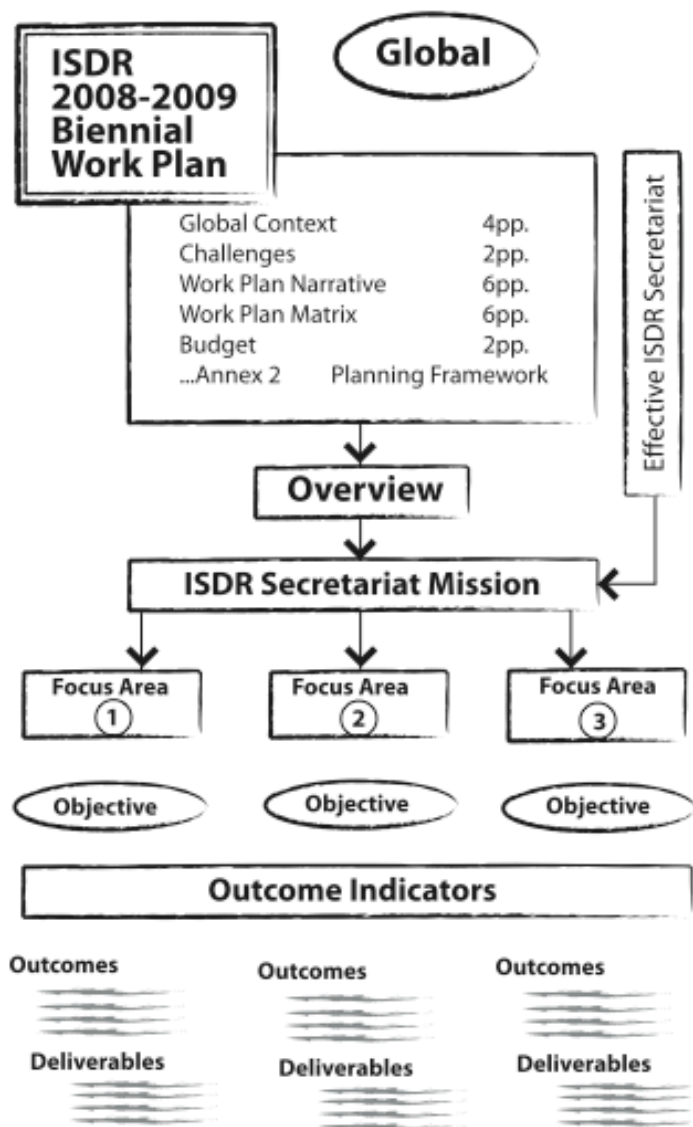 ISDR
2008-2009
Biennial
Work Plan
Global
Global Context 4pp.
Challenges 2pp.
Work Plan Narrative 6pp.
Work Plan Matrix 6pp.
Budget 2pp.
...Annex 2 Planning Framework
Effective ISDR Secretariat
Overview
ISDR Secretariat Mission
Focus Area
1
Focus Area
2
Focus Area
3
Objective
Objective
Objective
Outcome Indicators
Outcomes
Outcomes
Outcomes
Deliverables
Deliverables
Deliverables